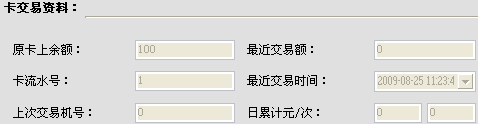 卡交易资料：
原卡上余额： 100 最近交易额： 0
卡流水号： 1 最近交易时间： 2009-08-25 11:23:4
上次交易机号： 0 日累计元/次： 0 0